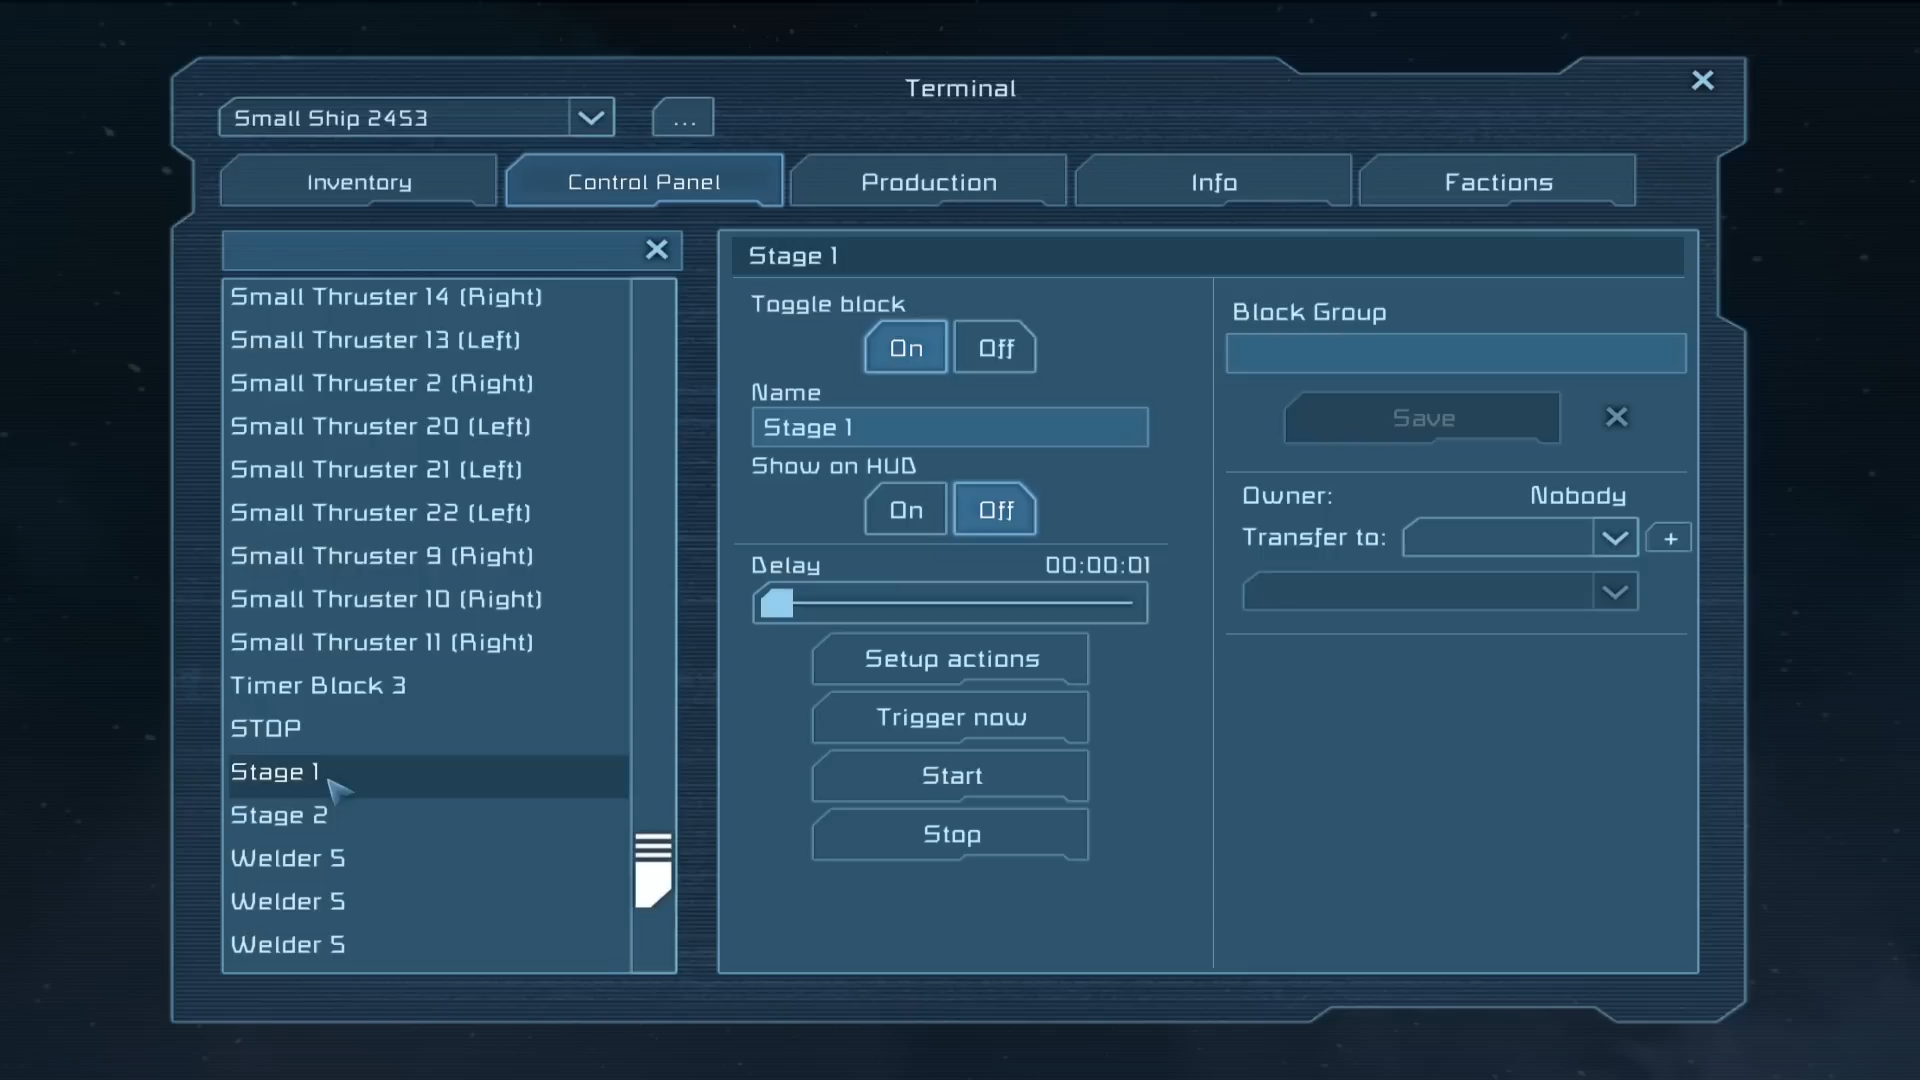 Terminal
Small Ship 2453
...
Inventory
Control Panel
Production
Info
Factions
Small Thruster 14 (Right)
Small Thruster 13 (Left)
Small Thruster 2 (Right)
Small Thruster 20 (Left)
Small Thruster 21 (Left)
Small Thruster 22 (Left)
Small Thruster 9 (Right)
Small Thruster 10 (Right)
Small Thruster 11 (Right)
Timer Block 3
STOP
Stage 1
Stage 2
Welder 5
Welder 5
Welder 5
Stage 1
Toggle block
On Off
Name
Stage 1
Show on HUD
On Off
Delay 00:00:01
Setup actions
Trigger now
Start
Stop
Block Group
Save
Owner: Nobody
Transfer to:
+